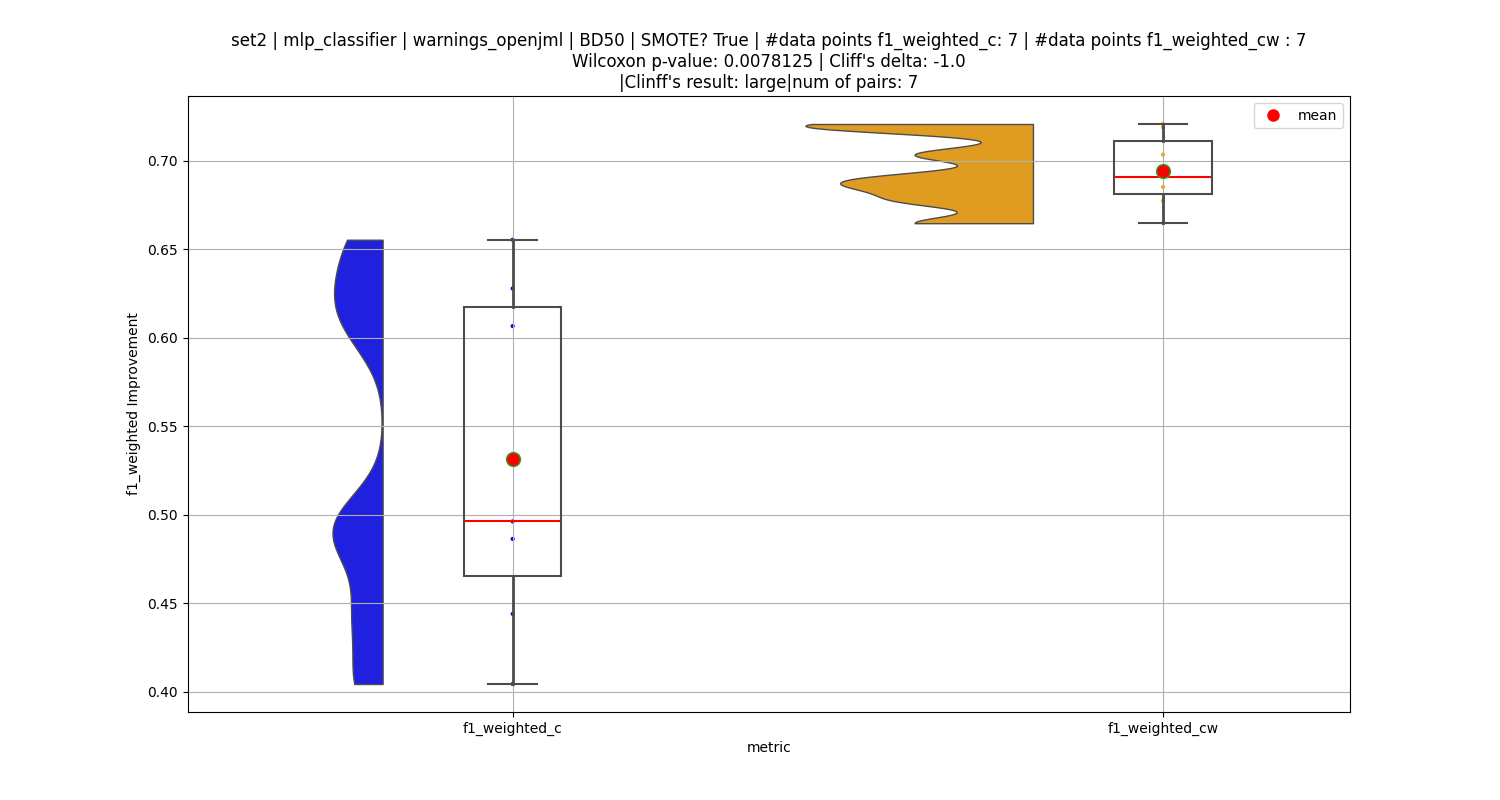 set2 | mlp_classifier | warnings_openjml | BD50 | SMOTE? True | #data points f1_weighted_c: 7 | #data points f1_weighted_cw : 7
Wilcoxon p-value: 0.0078125 | Cliff's delta: -1.0
|Clinff's result: large|num of pairs: 7
mean
0.70
0.65
0.60
0.55
0.50
0.45
0.40
f1_weighted Improvement
f1_weighted_c
f1_weighted_cw
metric